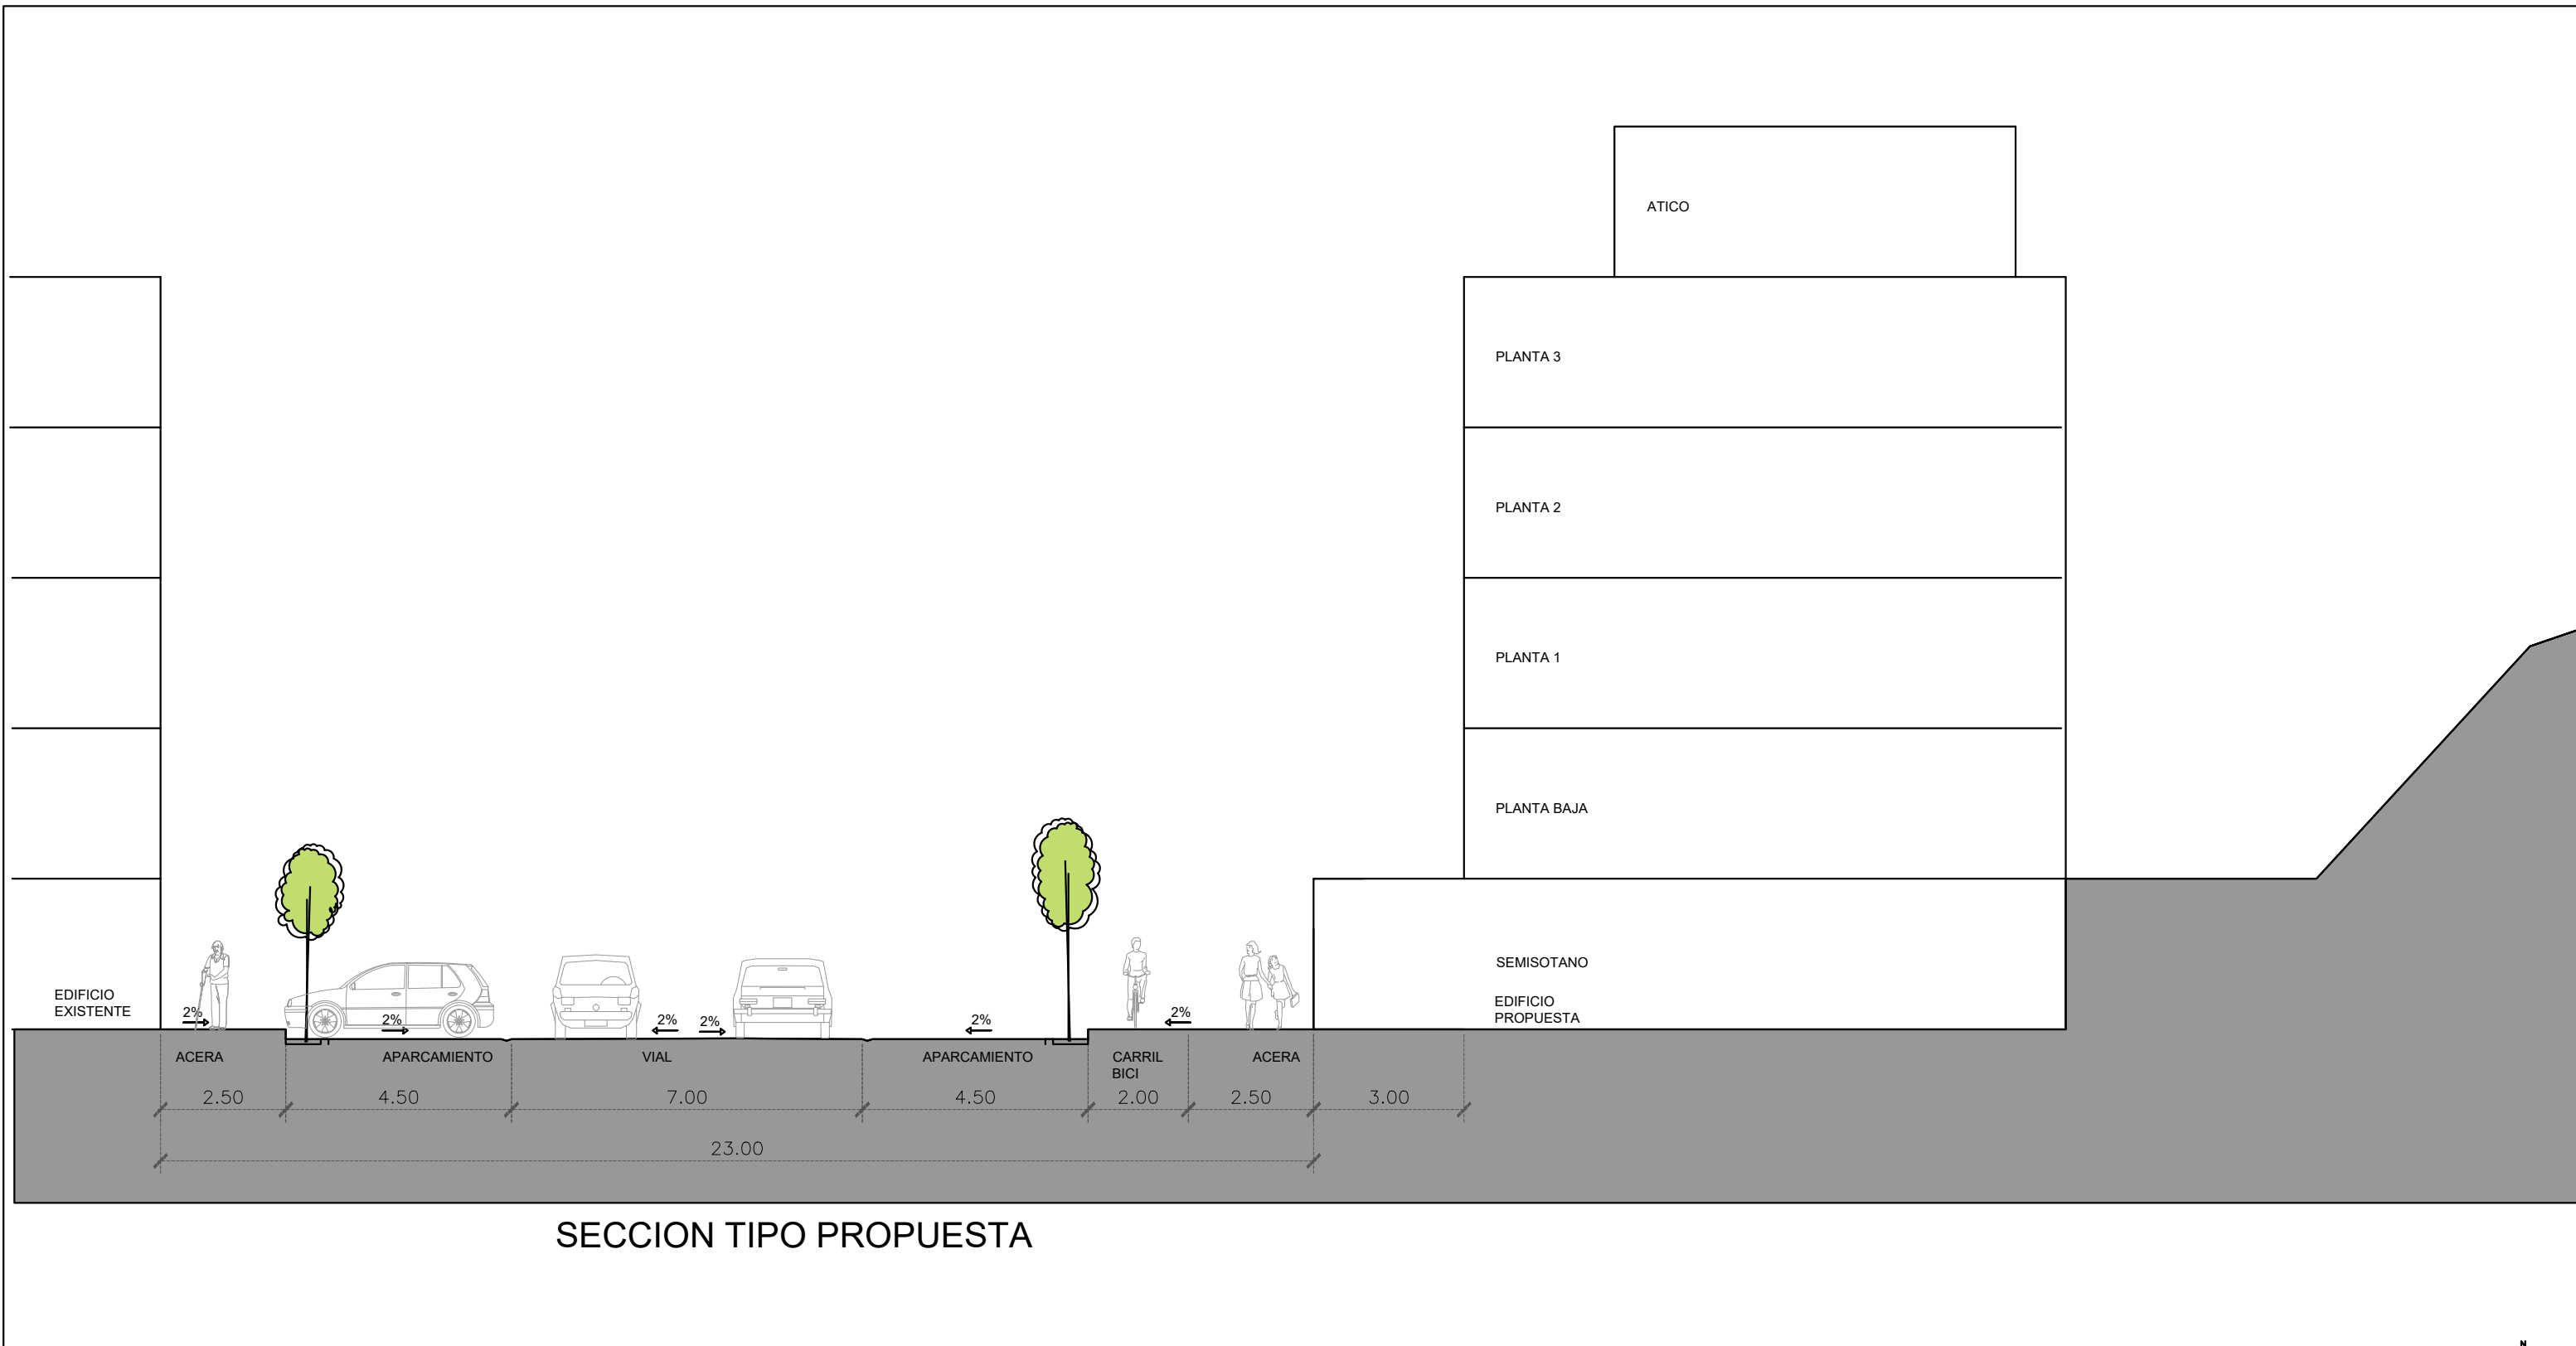 ATICO
PLANTA 3
PLANTA 2
PLANTA 1
PLANTA BAJA
SEMISOTANO
EDIFICIO
PROPUESTA
EDIFICIO
EXISTENTE
2%
2%
2%
2%
2%
2%
ACERA
APARCAMIENTO
VIAL
APARCAMIENTO
CARRIL
BICI
ACERA
2.50
4.50
7.00
4.50
2.00
2.50
3.00
23.00
SECCION TIPO PROPUESTA
N